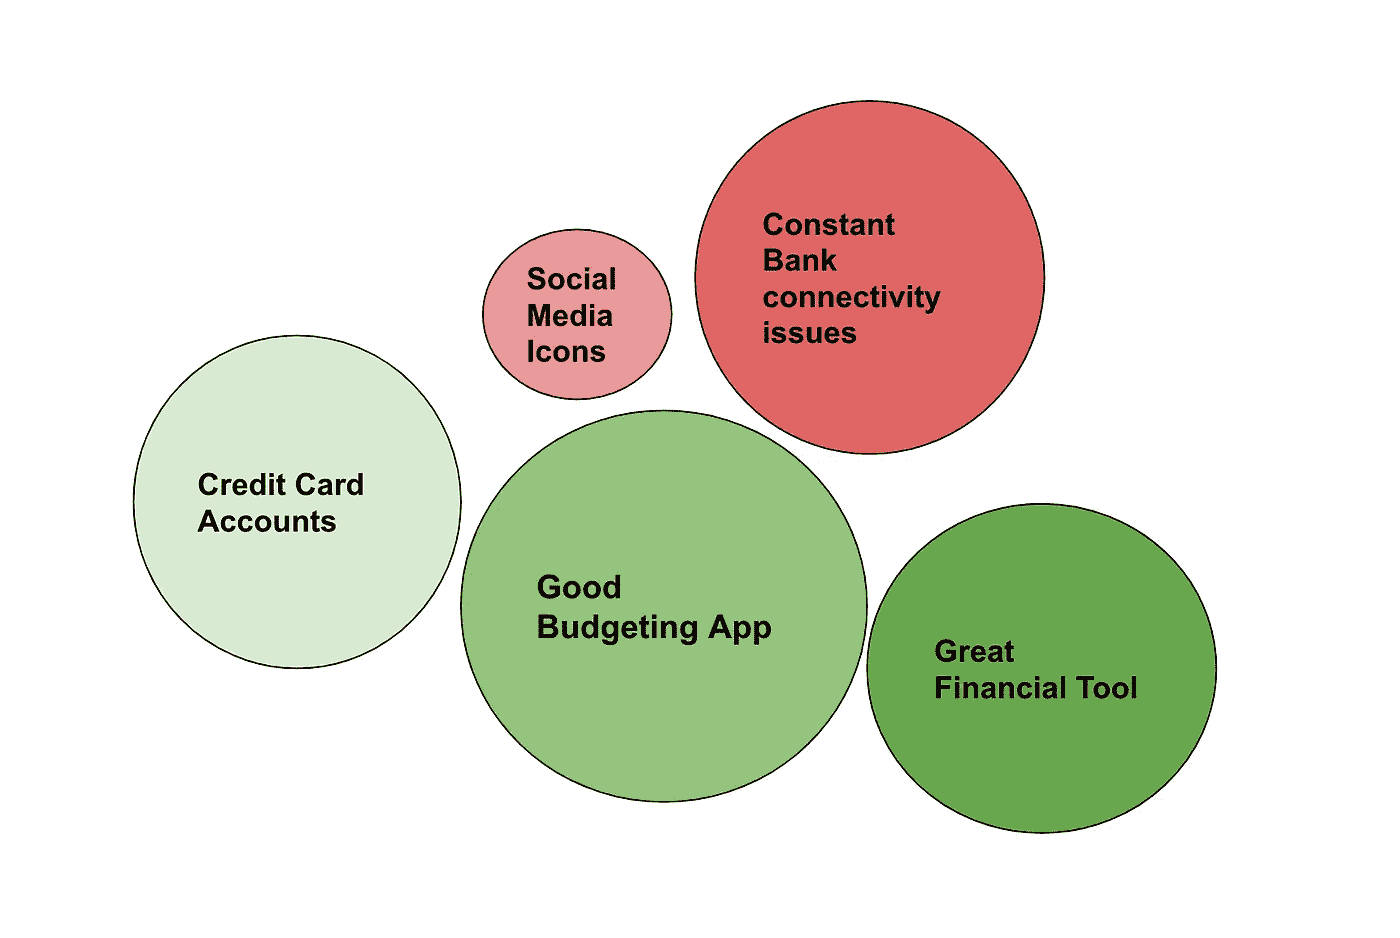 Constant
Bank
connectivity
issues
Social
Media
Icons
Credit Card
Accounts
Good
Budgeting App
Great
Financial Tool